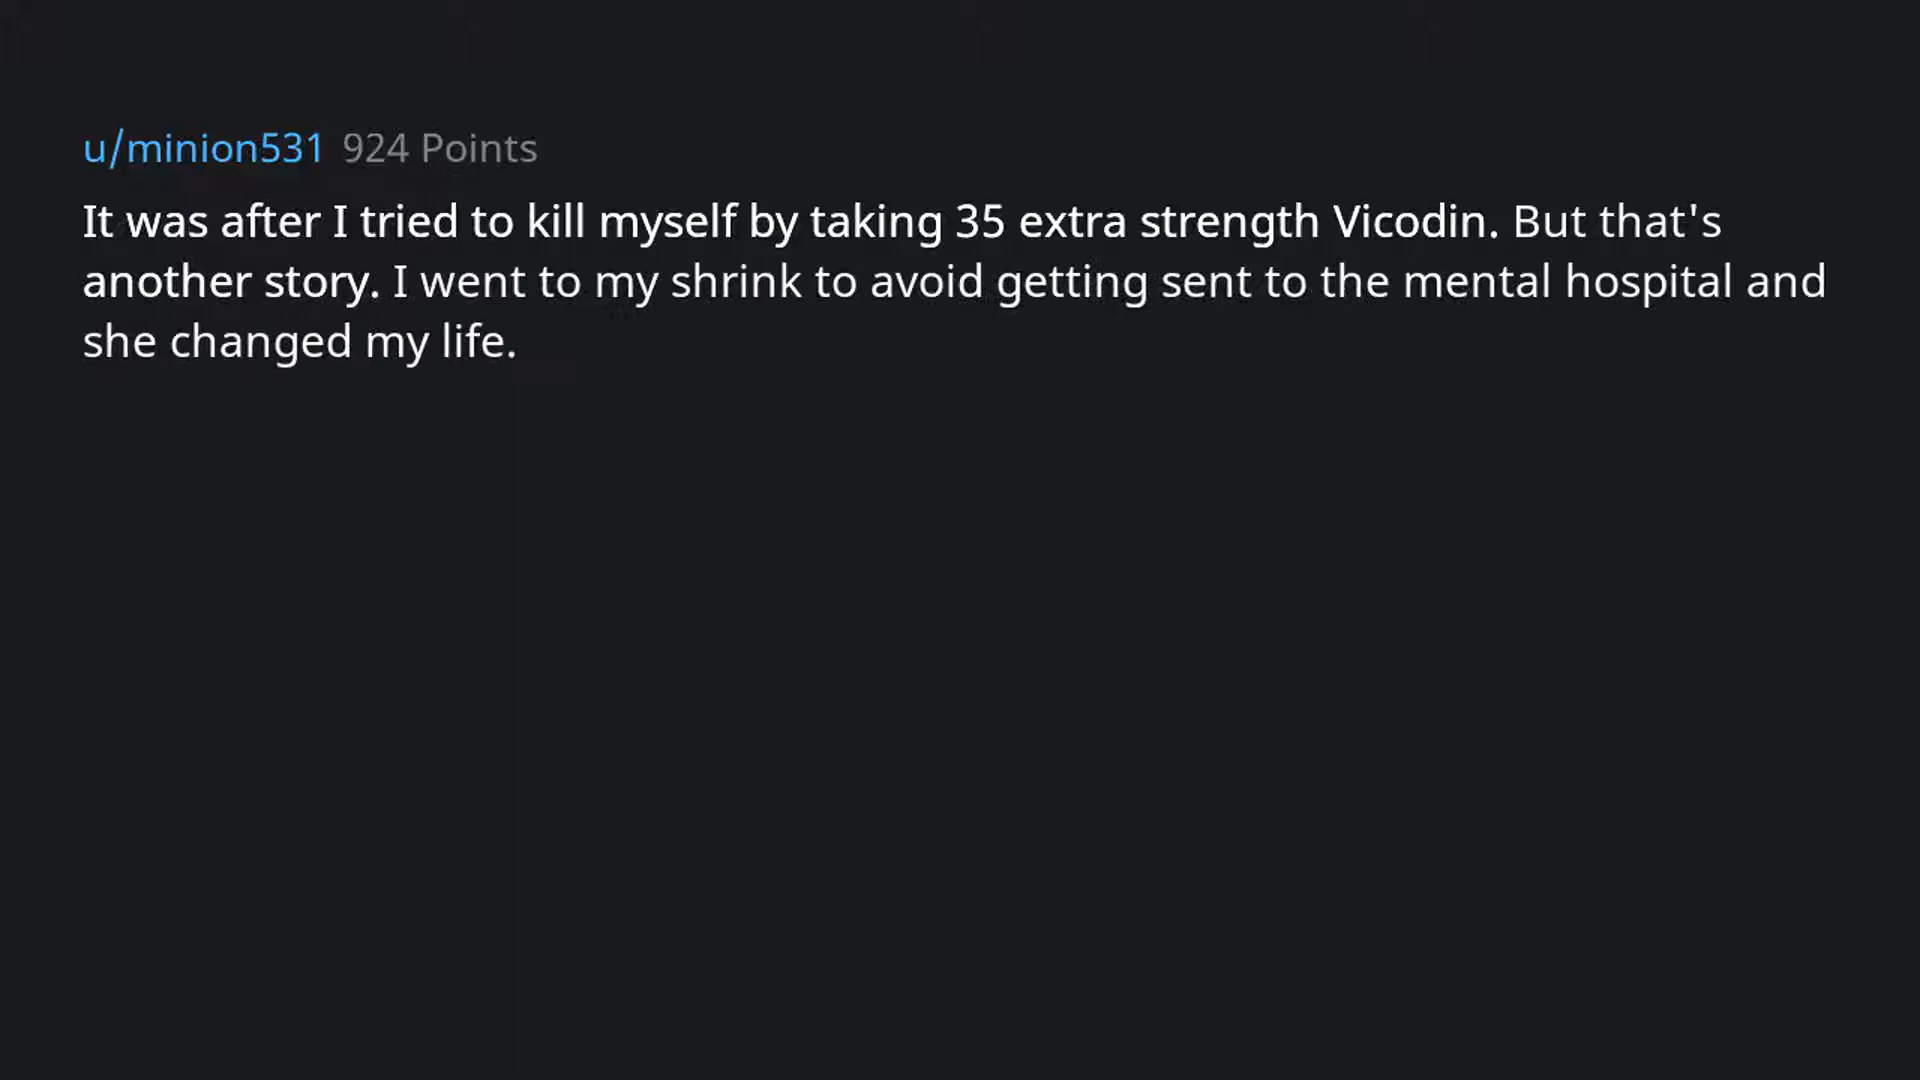 u/minion531 924 Points
It was after I tried to kill myself by taking 35 extra strength Vicodin. But that's
another story. I went to my shrink to avoid getting sent to the mental hospital and
she changed my life.